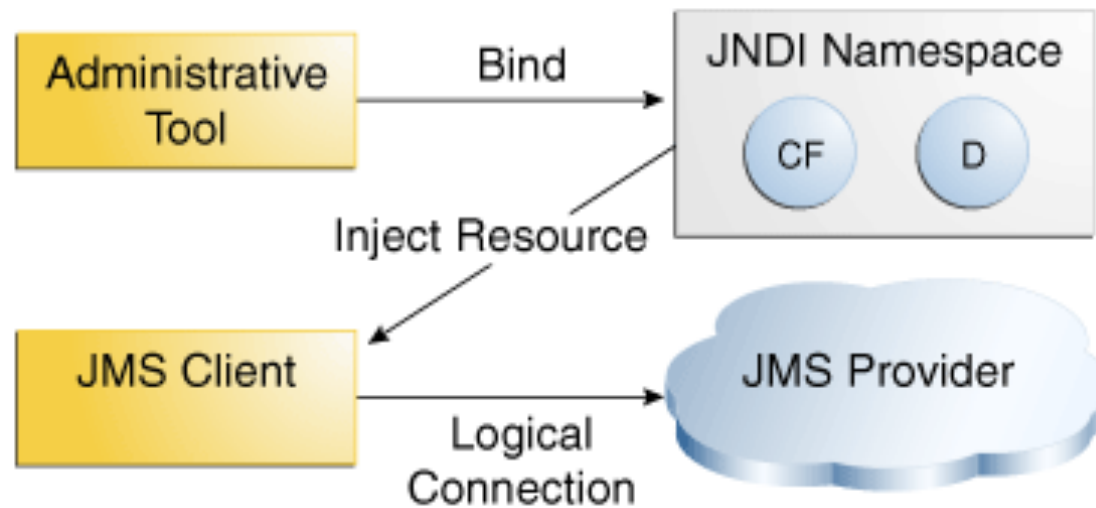 Administrative
Tool
Bind
JNDI Namespace
CF
D
Inject Resource
JMS Client
Logical
Connection
JMS Provider